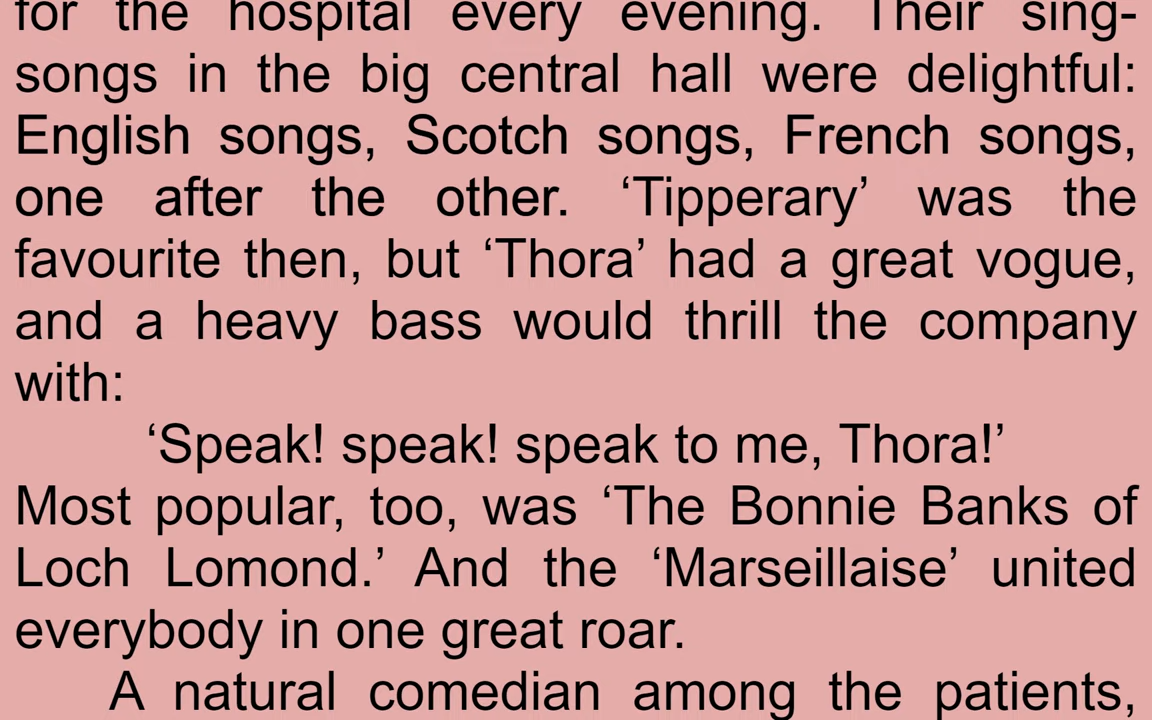 for the hospital every evening. Their sing-
songs in the big central hall were delightful:
English songs, Scotch songs, French songs,
one after the other. ‘Tipperary’ was the
favourite then, but ‘Thora’ had a great vogue,
and a heavy bass would thrill the company
with:
‘Speak! speak! speak to me, Thora!’
Most popular, too, was ‘The Bonnie Banks of
Loch Lomond.’ And the ‘Marseillaise’ united
everybody in one great roar.
A natural comedian among the patients,